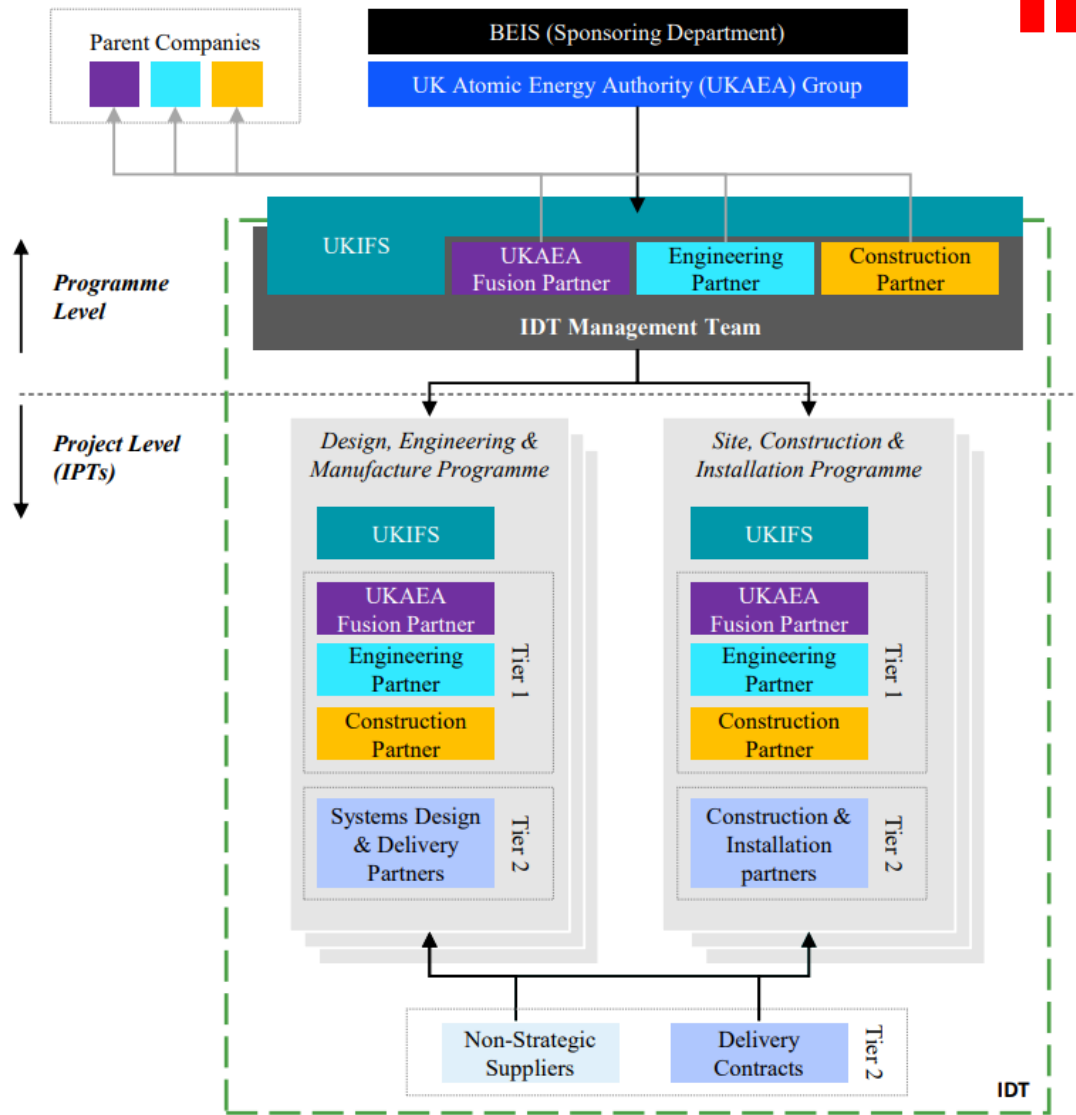 Parent Companies
BEIS (Sponsoring Department)
UK Atomic Energy Authority (UKAEA) Group
UKIFS
UKAEA
Fusion Partner
Engineering
Partner
Construction
Partner
IDT Management Team
Programme
Level
Project Level
(IPTs)
Design, Engineering &
Manufacture Programme
UKIFS
UKAEA
Fusion Partner
Engineering
Partner
Construction
Partner
Tier 1
Systems Design
& Delivery
Partners
Tier 2
Site, Construction &
Installation Programme
UKIFS
UKAEA
Fusion Partner
Engineering
Partner
Construction
Partner
Tier 1
Construction &
Installation
partners
Tier 2
Non-Strategic
Suppliers
Delivery
Contracts
Tier 2
IDT